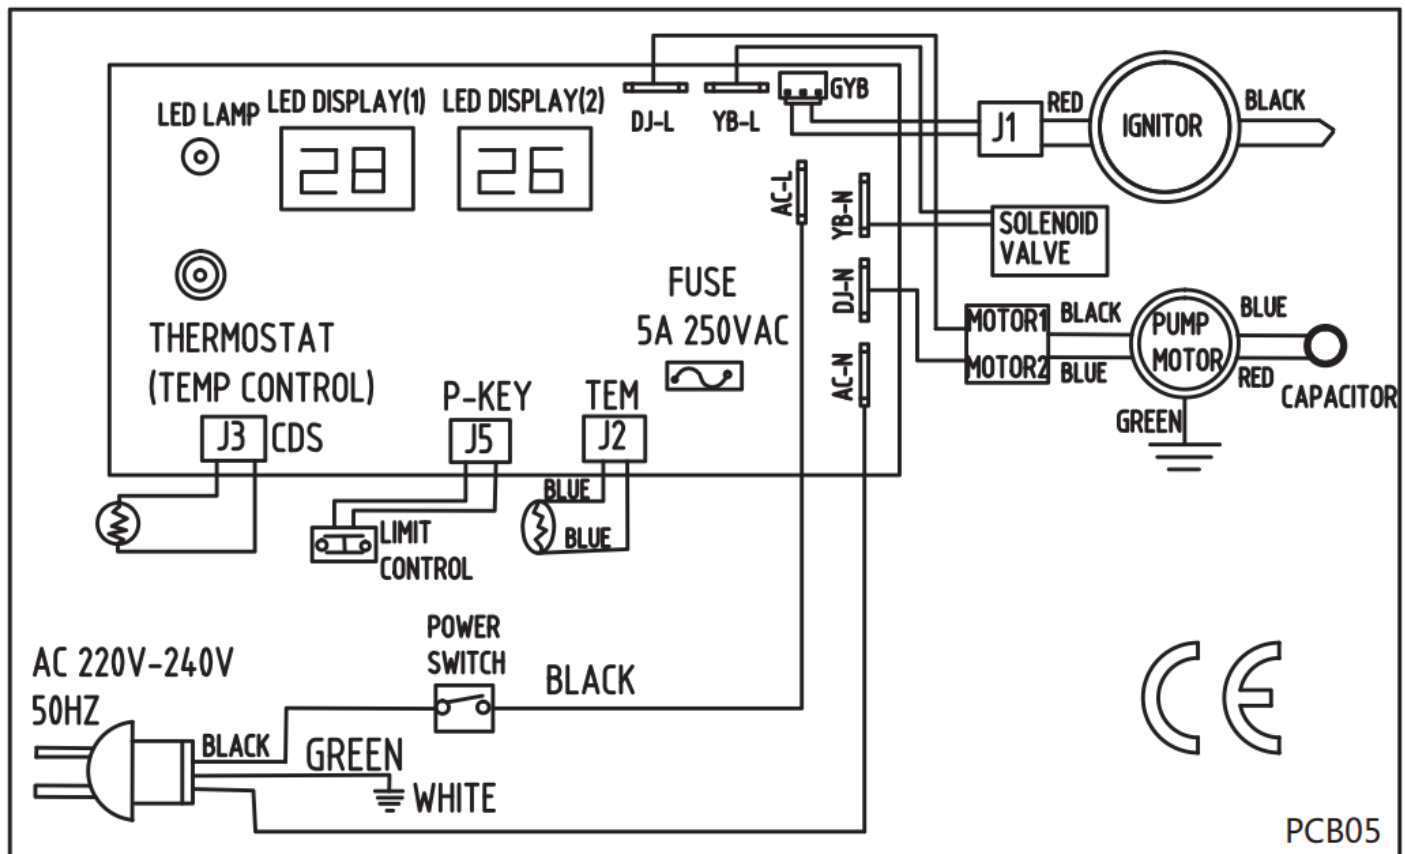 LED LAMP
LED DISPLAY(1)
LED DISPLAY(2)
28
26
DJ-L
YB-L
GYB
J1
RED
IGNITOR
BLACK
AC-L
YB-N
SOLENOID
VALVE
DJ-N
FUSE
5A 250VAC
THERMOSTAT
(TEMP CONTROL)
MOTOR1
MOTOR2
BLACK
BLUE
PUMP
MOTOR
BLUE
RED
CAPACITOR
GREEN
AC-N
P-KEY
TEM
J3
CDS
J5
J2
BLUE
BLUE
LIMIT
CONTROL
POWER
SWITCH
BLACK
AC 220V-240V
50HZ
BLACK
GREEN
WHITE
CE
PCB05